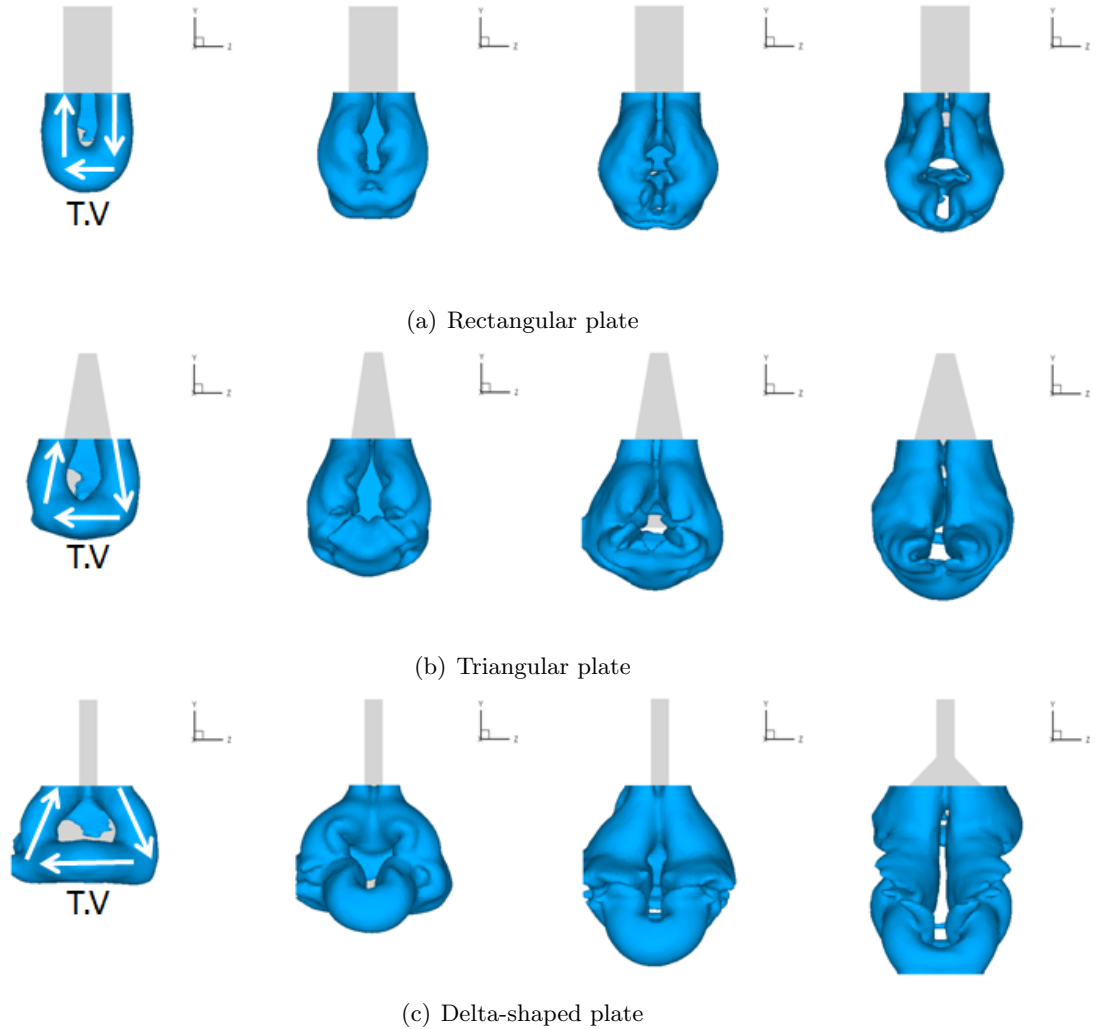 Y Z Y Z Y Z Y Z
T.V
(a) Rectangular plate
Y Z Y Z Y Z Y Z
T.V
(b) Triangular plate
Y Z Y Z Y Z Y Z
T.V
(c) Delta-shaped plate